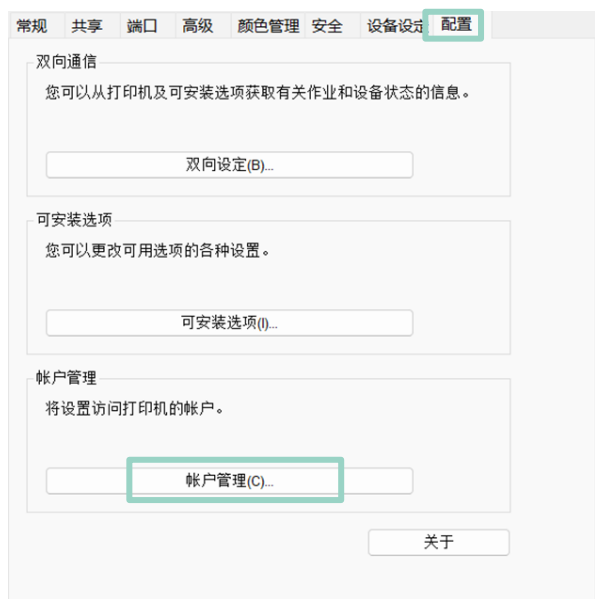 常规 共享 端口 高级 颜色管理 安全 设备设定 配置
双向通信
您可以从打印机及可安装选项获取有关作业和设备状态的信息。
双向设定(B)...
可安装选项
您可以更改可用选项的各种设置。
可安装选项(I)...
帐户管理
将设置访问打印机的帐户。
帐户管理(C)...
关于